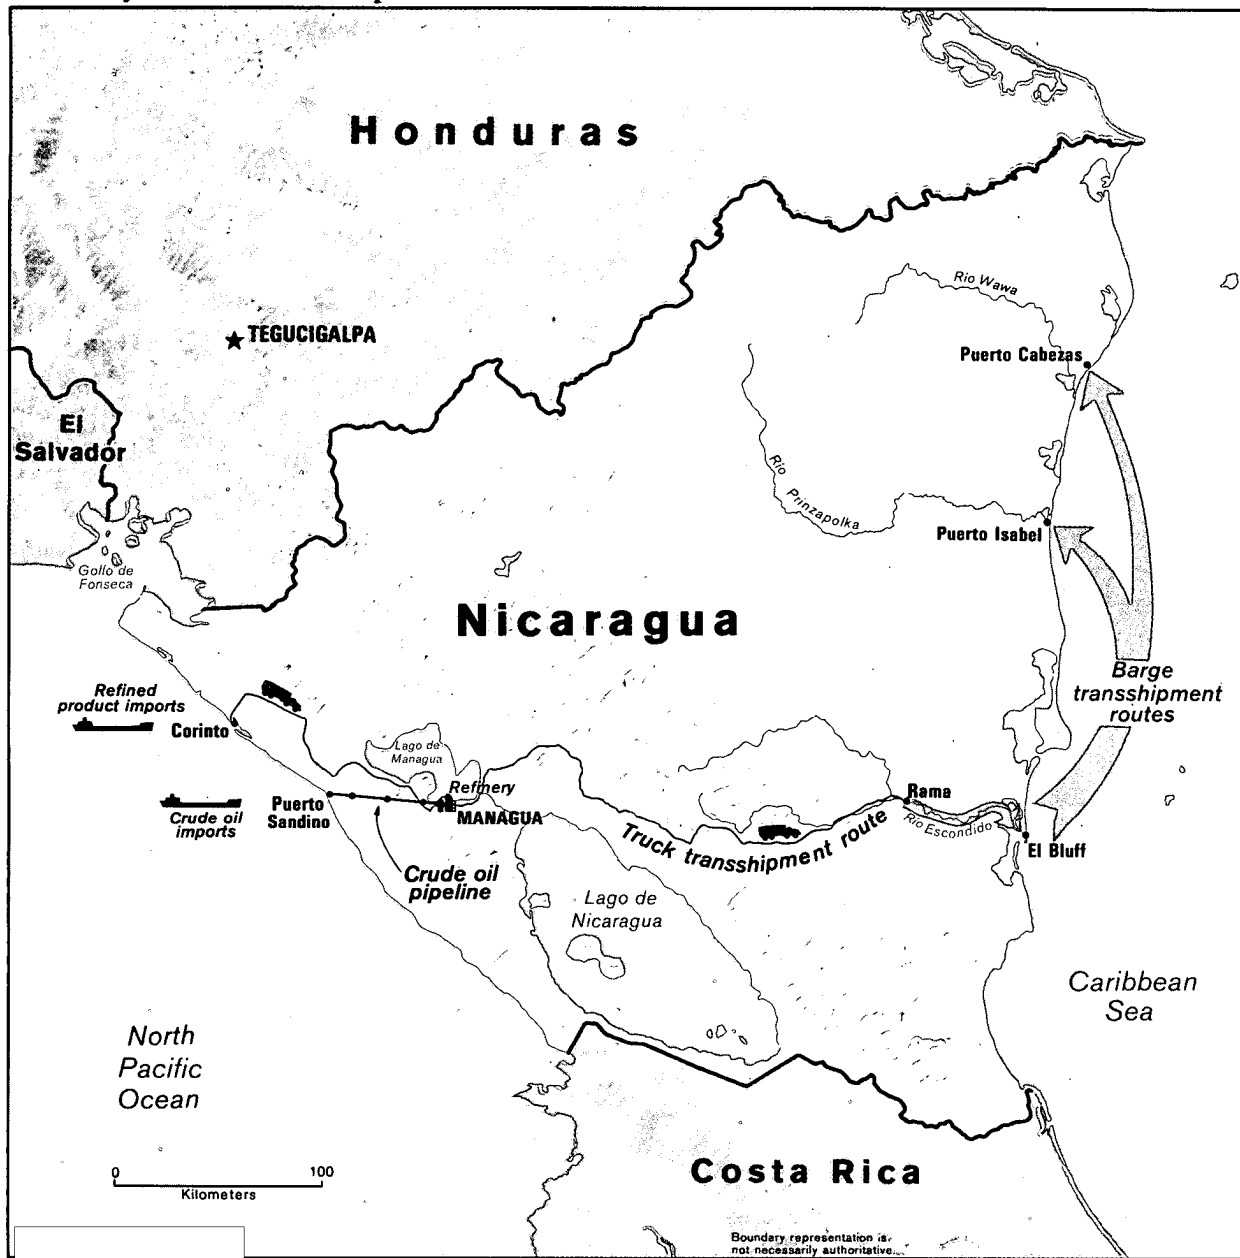 Honduras
Rio Wawa
TEGUCIGALPA
Puerto Cabezas
El
Salvador
Rio Prinzapolka
Puerto Isabel
Golfo de
Fonseca
Nicaragua
Barge
transshipment
routes
Refined
product imports
Corinto
Lago de
Managua
Refinery
Rama
Crude oil
imports
Puerto
Sandino
MANAGUA
Truck transshipment route
Rio Escondido
El Bluff
Crude oil
pipeline
Lago de
Nicaragua
Caribbean
Sea
North
Pacific
Ocean
0 100
Kilometers
Costa Rica
Boundary representation is
not necessarily authoritative.